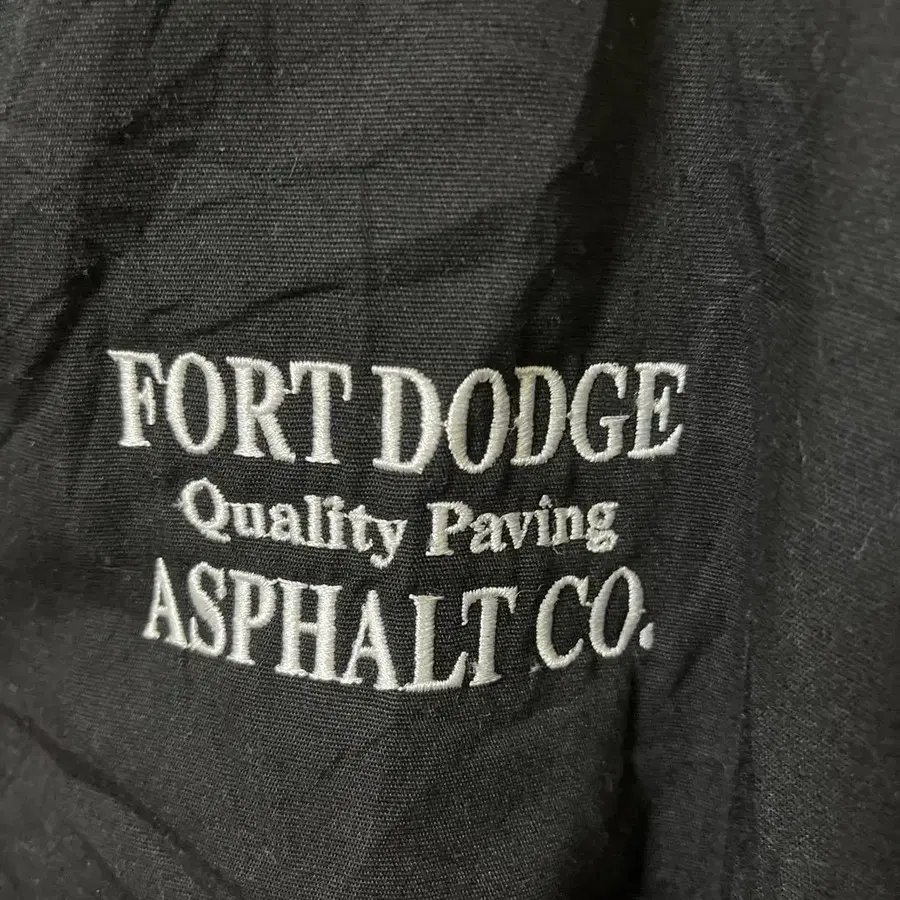 FORT DODGE
Quality Paving
ASPHALT CO.